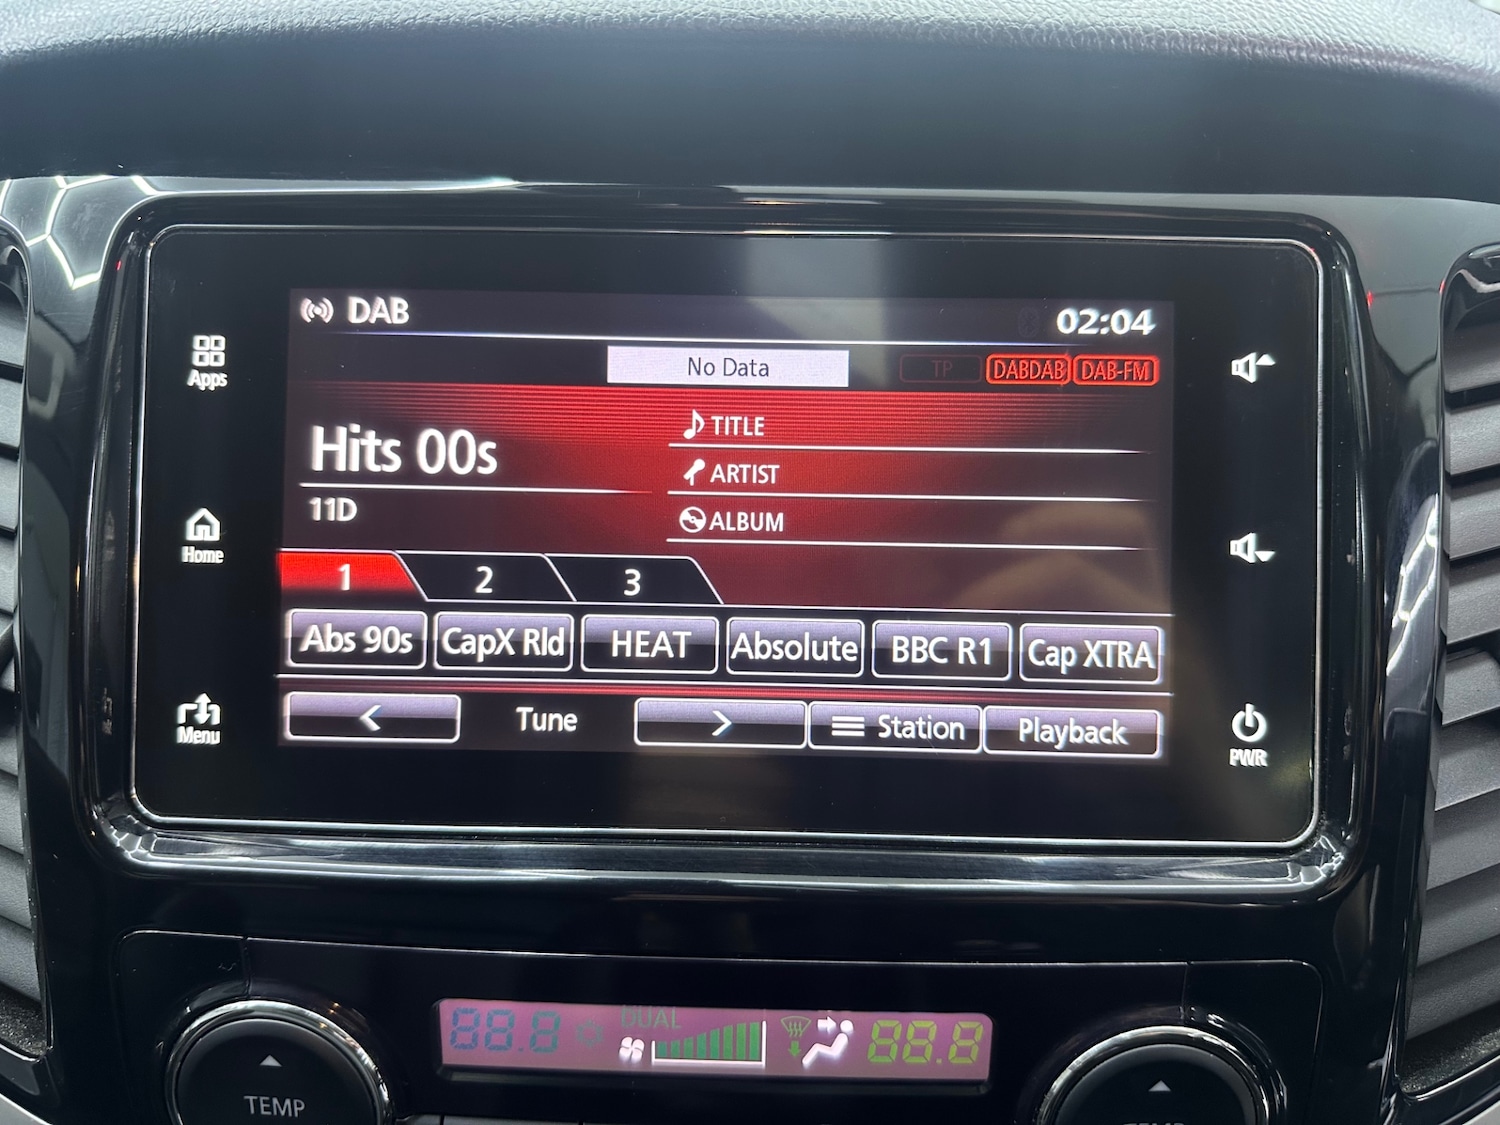 DAB
02:04
No Data
TP
DABDAB
DAB-FM
Apps
Hits 00s
TITLE
ARTIST
11D
ALBUM
Home
1
2
3
Abs 90s
CapX Rld
HEAT
Absolute
BBC R1
Cap XTRA
Menu
Tune
Station
Playback
PWR
88.8
DUAL
88.8
TEMP
TEMP